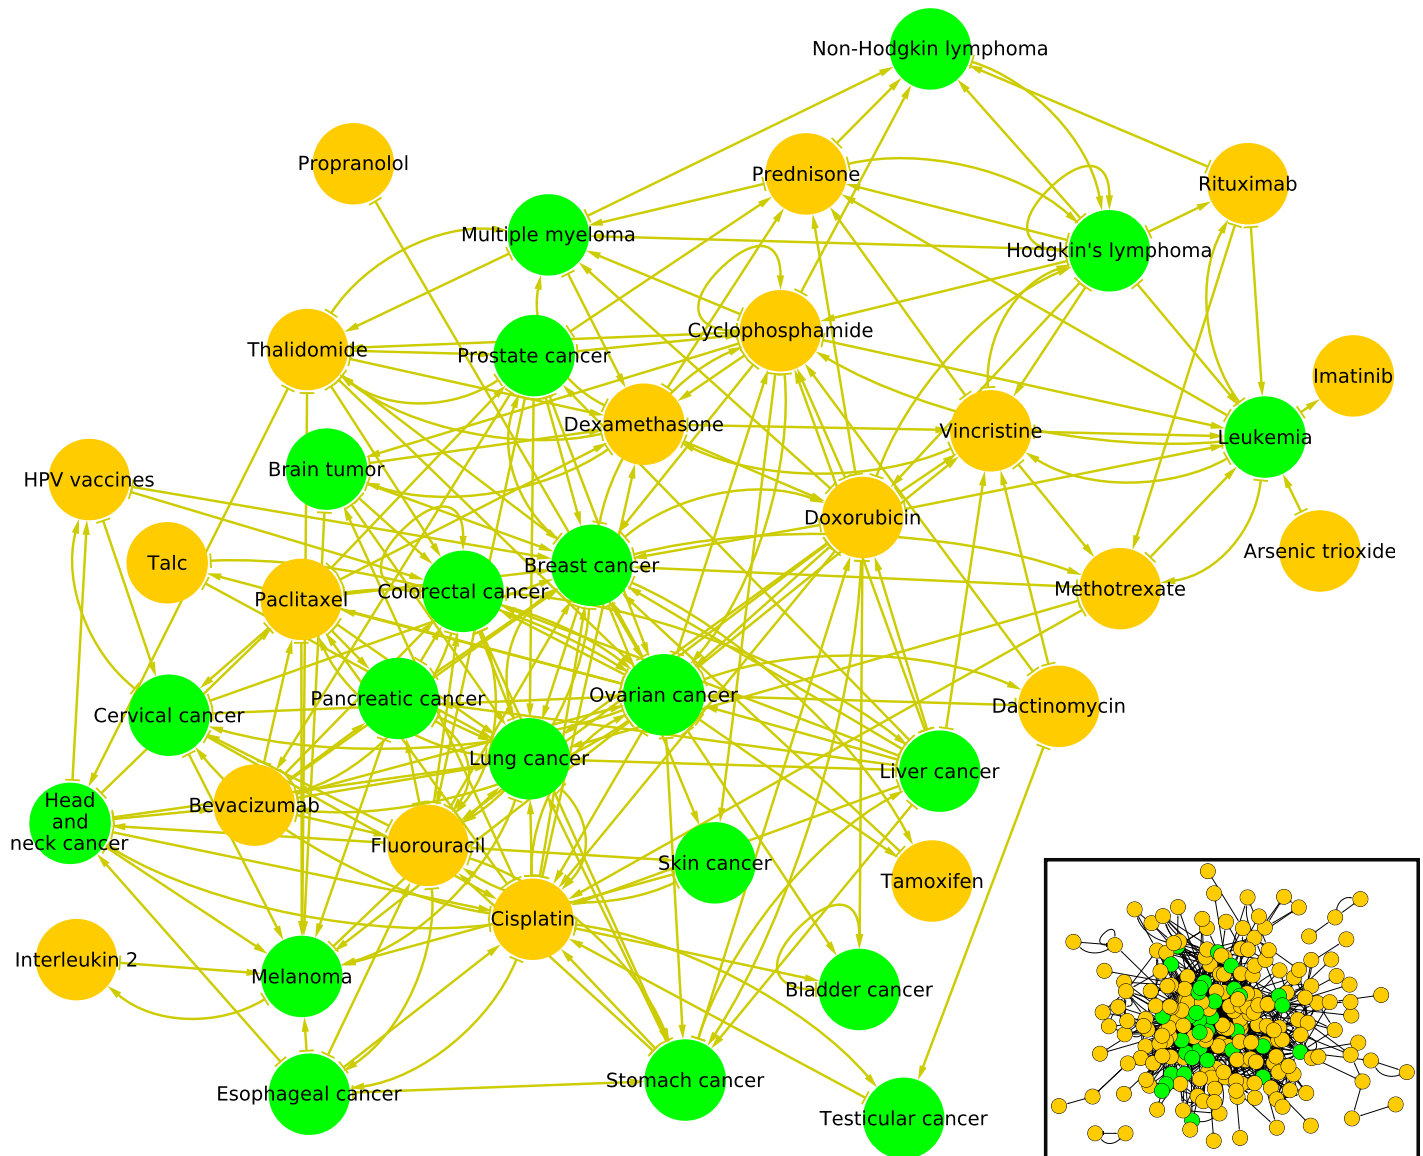 Non-Hodgkin lymphoma
Propranolol
Prednisone
Rituximab
Multiple myeloma
Hodgkin's lymphoma
Cyclophosphamide
Thalidomide
Prostate cancer
Imatinib
Dexamethasone
Vincristine
Leukemia
Brain tumor
HPV vaccines
Doxorubicin
Arsenic trioxide
Talc
Breast cancer
Paclitaxel
Colorectal cancer
Methotrexate
Pancreatic cancer
Ovarian cancer
Dactinomycin
Cervical cancer
Lung cancer
Liver cancer
Head
and
neck cancer
Bevacizumab
Fluorouracil
Skin cancer
Tamoxifen
Cisplatin
Interleukin 2
Melanoma
Bladder cancer
Stomach cancer
Esophageal cancer
Testicular cancer